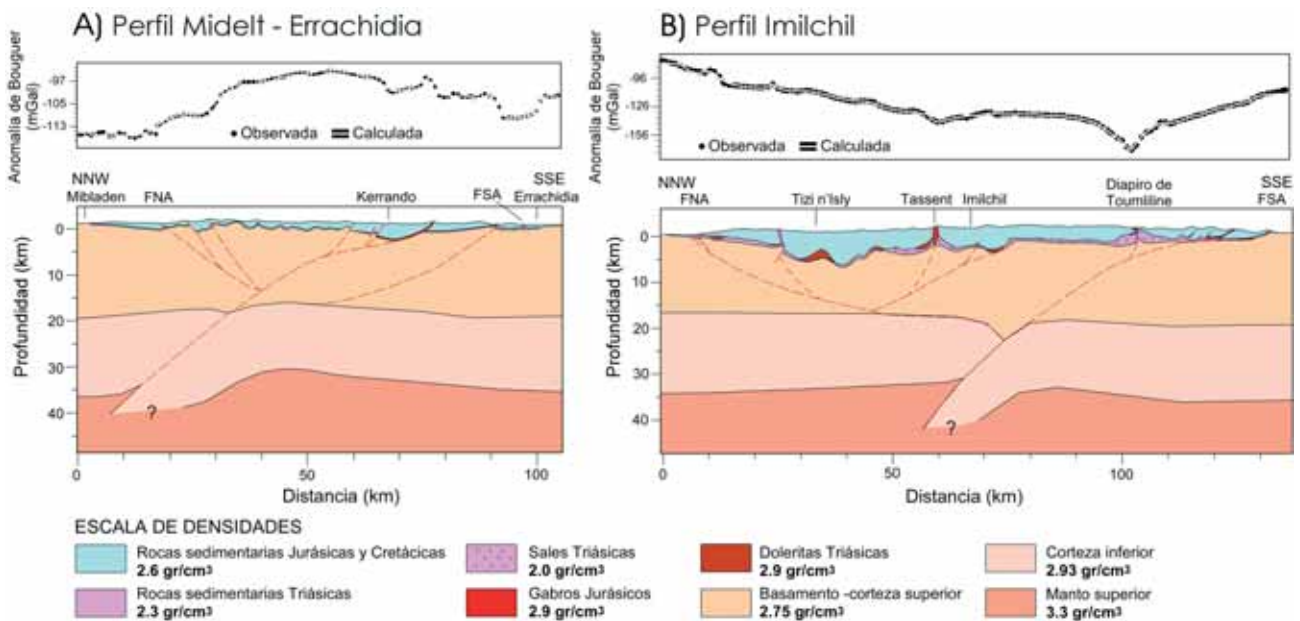 A) Perfil Midelt - Errachidia
Anomalía de Bouguer
(mGal)
-97
-105
-113
Observada
Calculada
NNW
SSE
Mibladen
FNA
Kerrando
FSA
Errachidia
Profundidad (km)
0
10
20
30
40
?
0
50
100
Distancia (km)
B) Perfil Imilchil
Anomalía de Bouguer
(mGal)
-96
-126
-156
Observada
Calculada
NNW
SSE
FNA
Tizi n'Isly
Tassent
Imilchil
Diapiro de
Toumliline
FSA
Profundidad (km)
0
10
20
30
40
?
0
50
100
Distancia (km)
ESCALA DE DENSIDADES
Rocas sedimentarias Jurásicas y Cretácicas
2.6 gr/cm³
Rocas sedimentarias Triásicas
2.3 gr/cm³
Sales Triásicas
2.0 gr/cm³
Gabros Jurásicos
2.9 gr/cm³
Doleritas Triásicas
2.9 gr/cm³
Basamento -corteza superior
2.75 gr/cm³
Corteza inferior
2.93 gr/cm³
Manto superior
3.3 gr/cm³